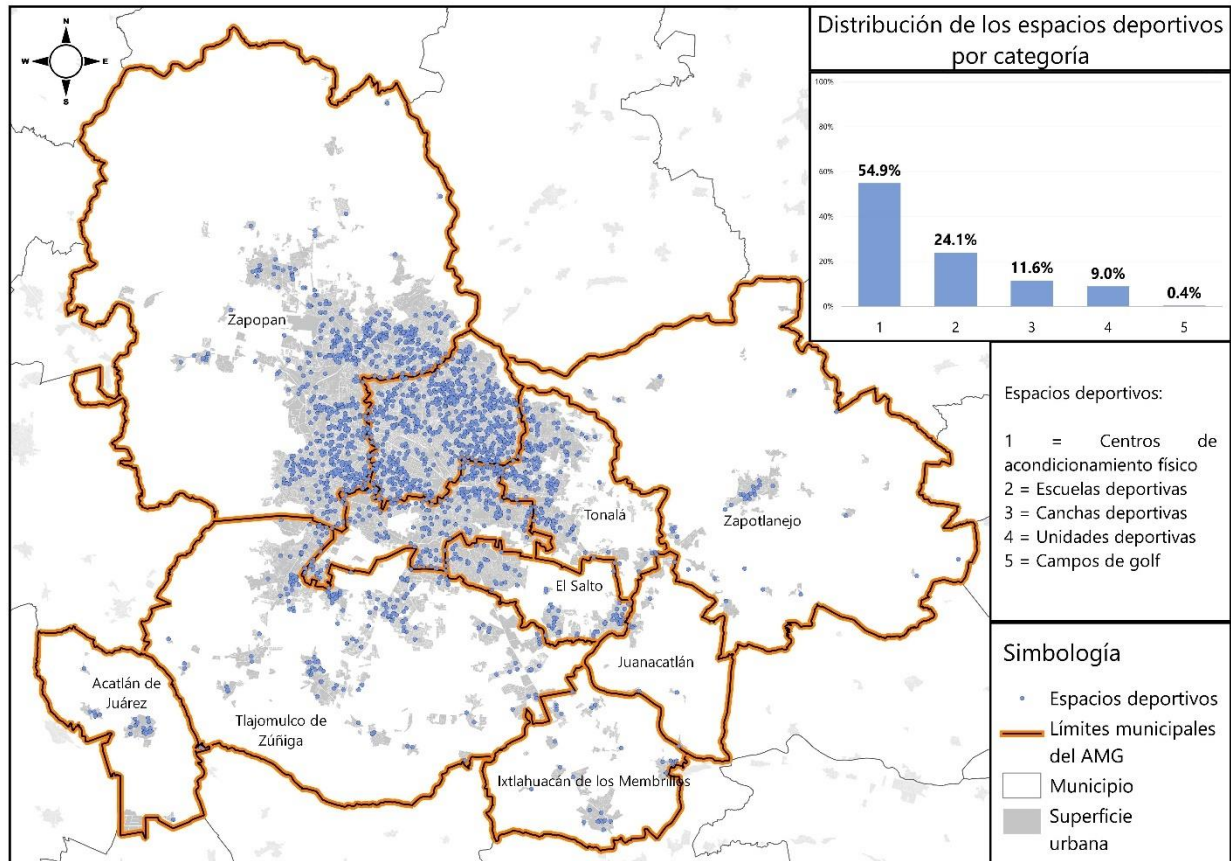 N
W
E
S
Distribución de los espacios deportivos
por categoría
100%
80%
60%
40%
20%
0%
54.9%
24.1%
11.6%
9.0%
0.4%
1
2
3
4
5
Zapopan
Tonalá
Zapotlanejo
El Salto
Juanacatlán
Acatlán de
Juárez
Tlajomulco de
Zúñiga
Ixtlahuacán de los Membrillos
Espacios deportivos:
1 = Centros de
acondicionamiento físico
2 = Escuelas deportivas
3 = Canchas deportivas
4 = Unidades deportivas
5 = Campos de golf
Simbología
Espacios deportivos
Límites municipales
del AMG
Municipio
Superficie
urbana